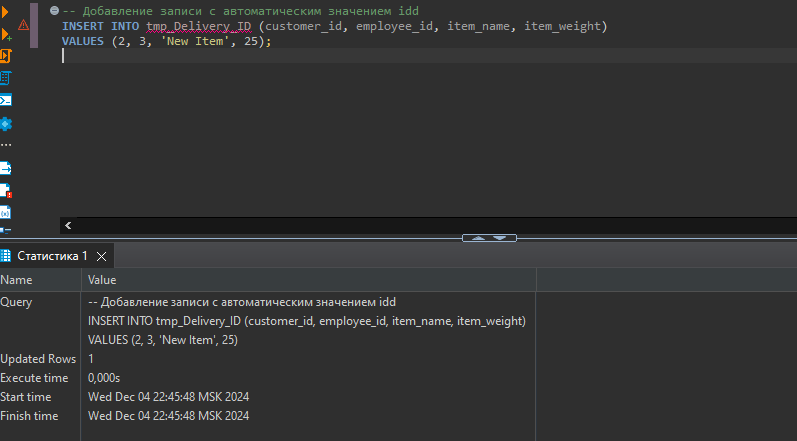 -- Добавление записи с автоматическим значением idd
INSERT INTO tmp_Delivery_ID (customer_id, employee_id, item_name, item_weight)
VALUES (2, 3, 'New Item', 25);
Статистика 1
Name Value
Query -- Добавление записи с автоматическим значением idd
INSERT INTO tmp_Delivery_ID (customer_id, employee_id, item_name, item_weight)
VALUES (2, 3, 'New Item', 25)
Updated Rows 1
Execute time 0,000s
Start time Wed Dec 04 22:45:48 MSK 2024
Finish time Wed Dec 04 22:45:48 MSK 2024